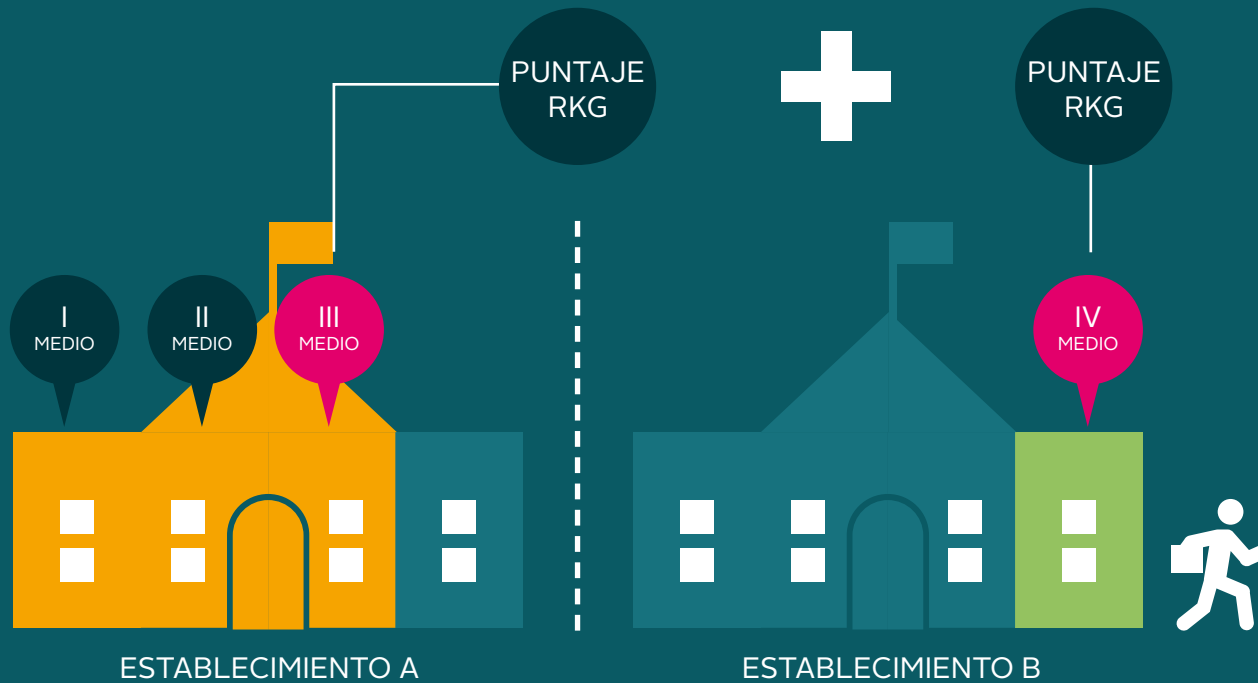 PUNTAJE
RKG
PUNTAJE
RKG
I
MEDIO
II
MEDIO
III
MEDIO
IV
MEDIO
ESTABLECIMIENTO A
ESTABLECIMIENTO B